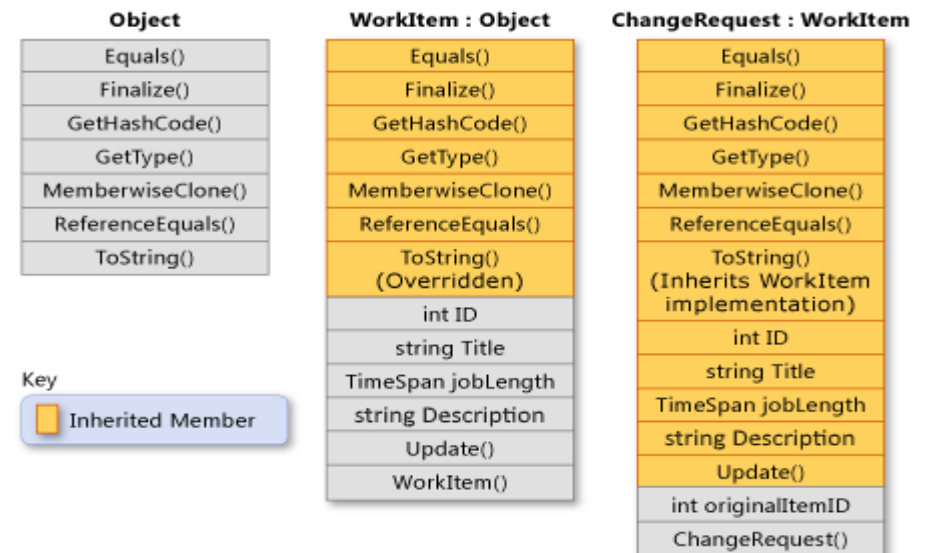 Object
Equals()
Finalize()
GetHashCode()
GetType()
MemberwiseClone()
ReferenceEquals()
ToString()
WorkItem : Object
Equals()
Finalize()
GetHashCode()
GetType()
MemberwiseClone()
ReferenceEquals()
ToString()
(Overridden)
int ID
string Title
TimeSpan jobLength
string Description
Update()
WorkItem()
ChangeRequest : WorkItem
Equals()
Finalize()
GetHashCode()
GetType()
MemberwiseClone()
ReferenceEquals()
ToString()
(Inherits WorkItem
implementation)
int ID
string Title
TimeSpan jobLength
string Description
Update()
int originalItemID
ChangeRequest()
Key
Inherited Member